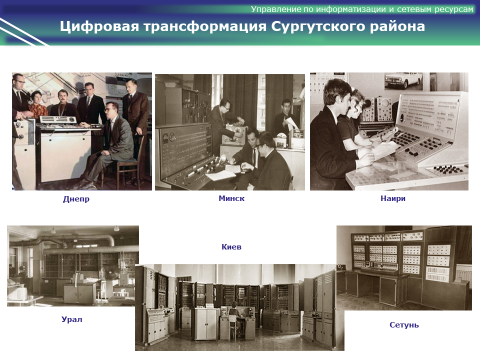 Управление по информатизации и сетевым ресурсам
Цифровая трансформация Сургутского района
Днепр
Минск
Наири
Киев
Урал
Сетунь